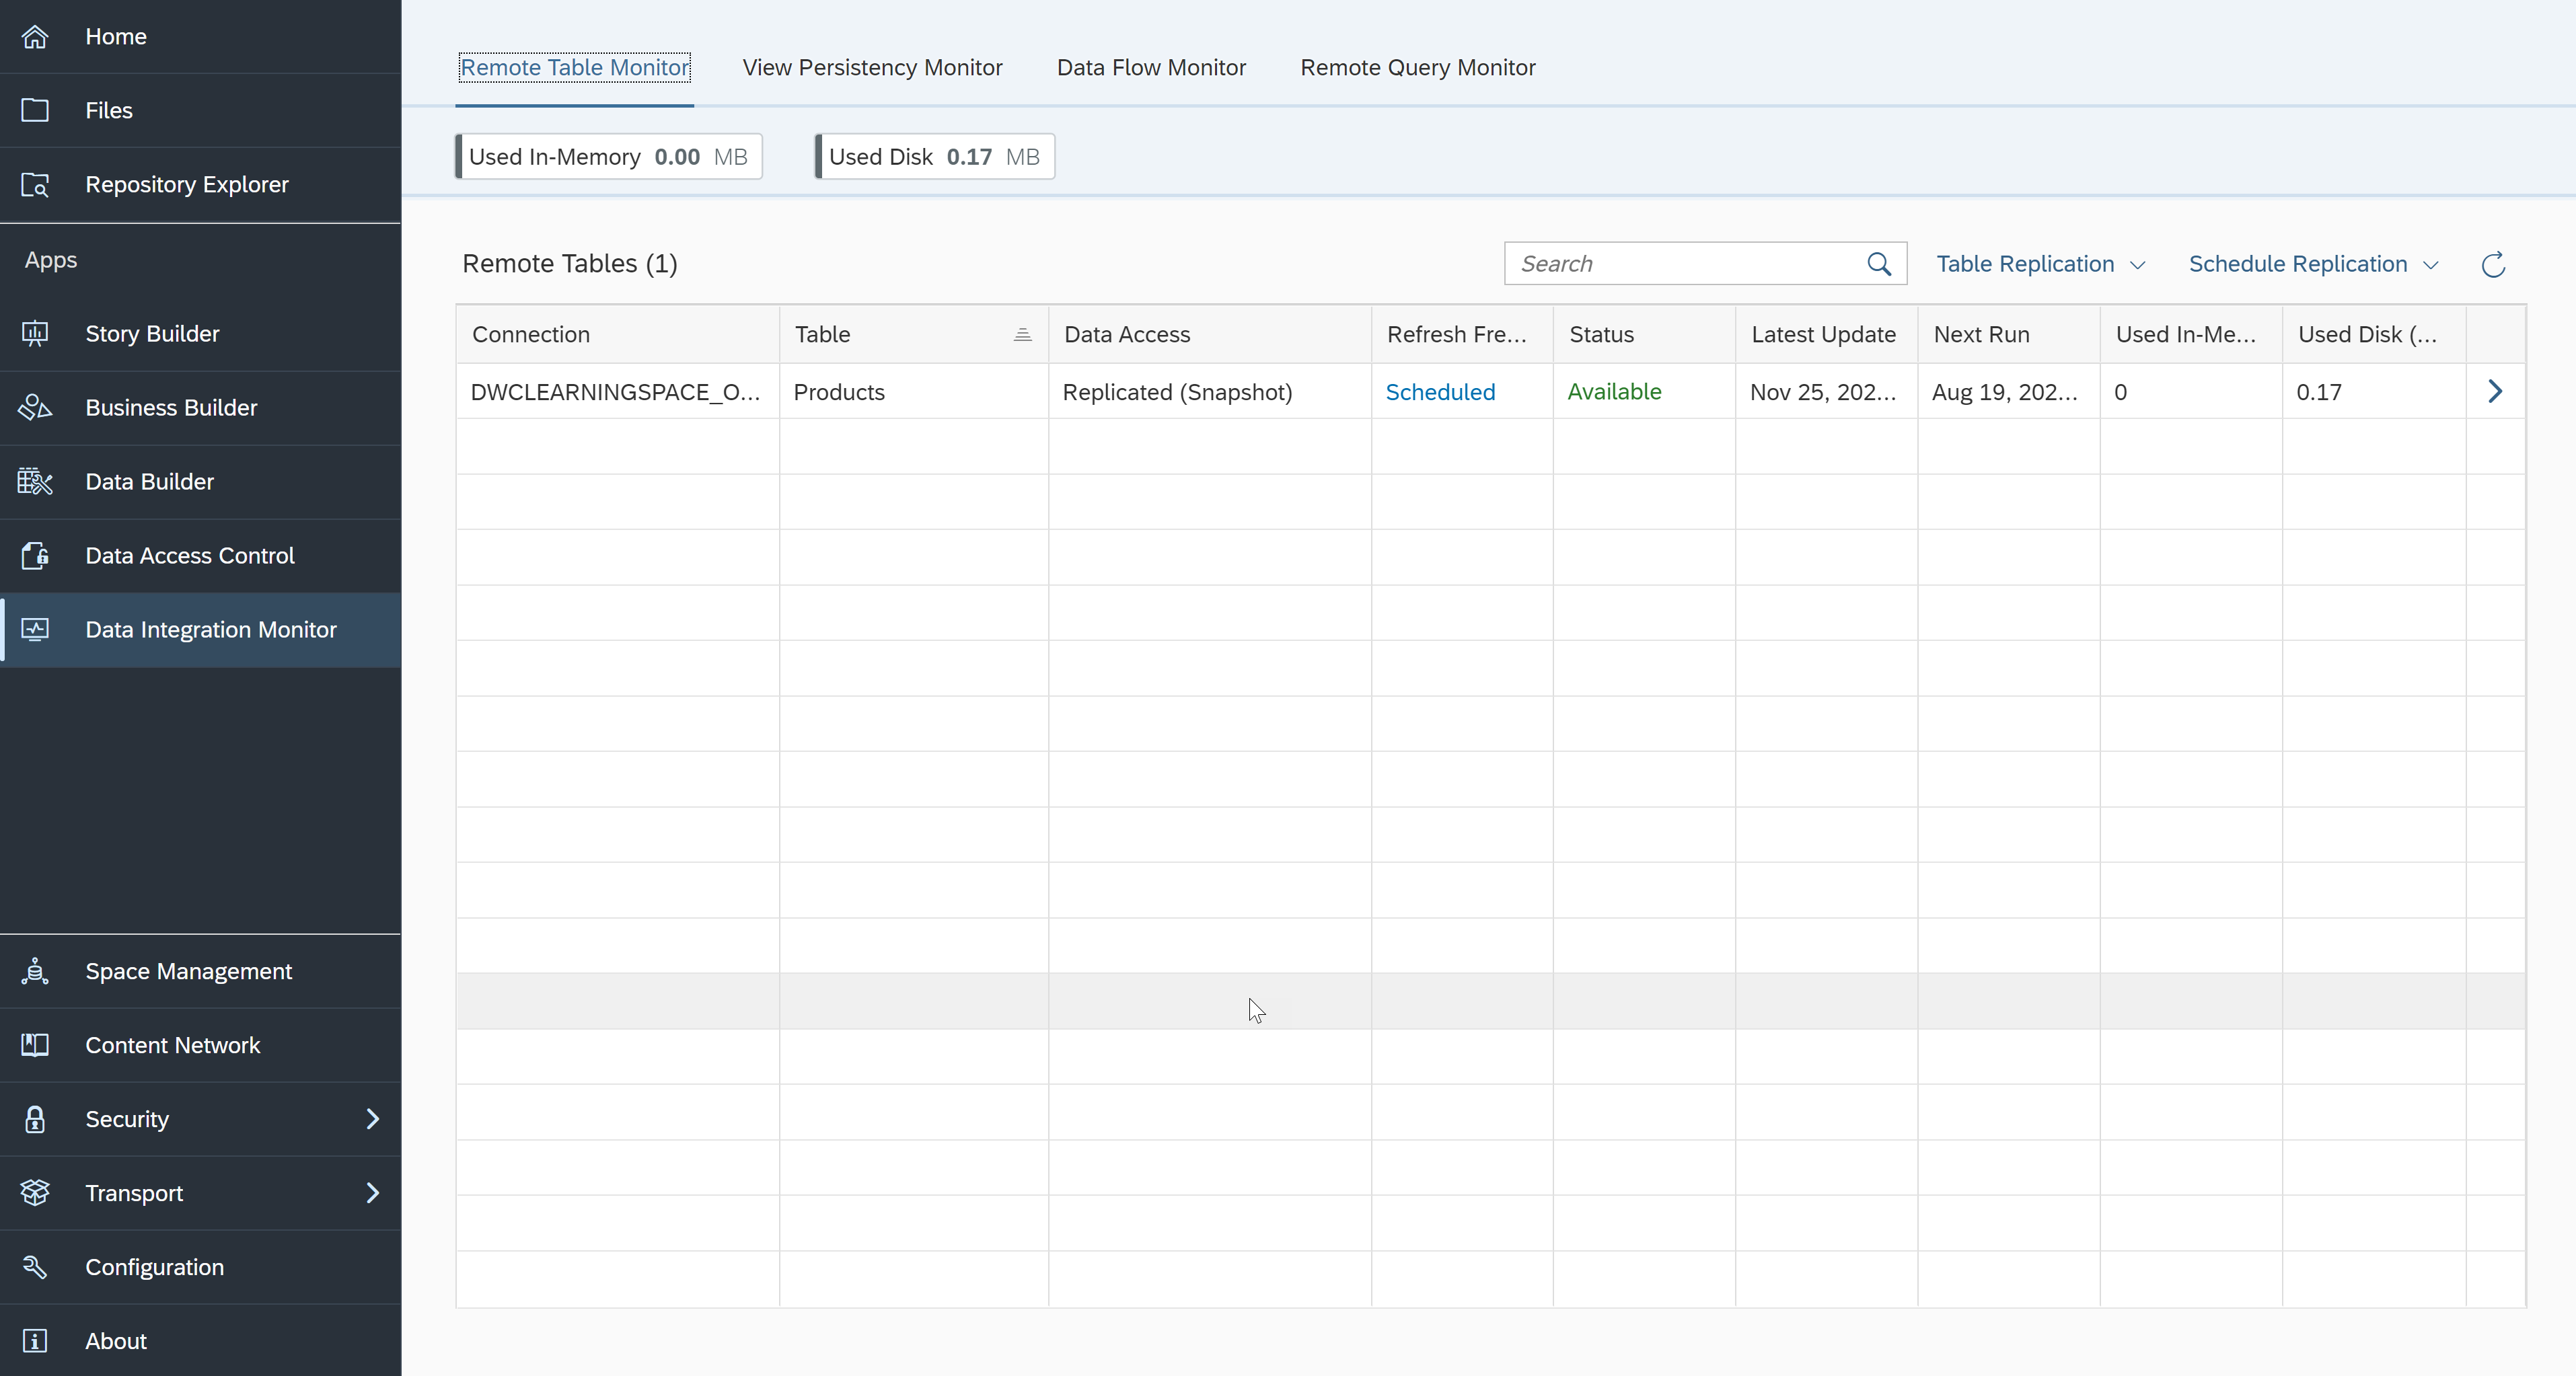 Home
Files
Repository Explorer
Apps
Story Builder
Business Builder
Data Builder
Data Access Control
Data Integration Monitor
Space Management
Content Network
Security
Transport
Configuration
About
Remote Table Monitor View Persistency Monitor Data Flow Monitor Remote Query Monitor
Used In-Memory 0.00 MB Used Disk 0.17 MB
Remote Tables (1) Search Table Replication Schedule Replication
Connection Table Data Access Refresh Fre... Status Latest Update Next Run Used In-Me... Used Disk (...
DWCLEARNINGSPACE_O... Products Replicated (Snapshot) Scheduled Available Nov 25, 202... Aug 19, 202... 0 0.17